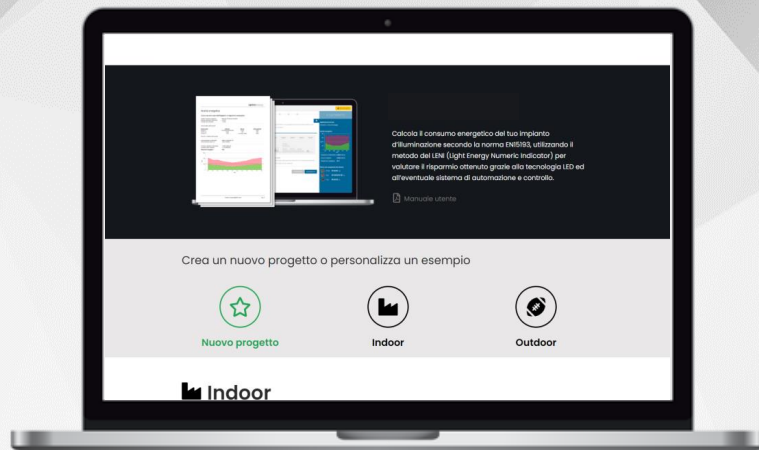 Calcola il consumo energetico del tuo impianto
d'illuminazione secondo la norma EN15193, utilizzando il
metodo del LENI (Light Energy Numeric Indicator) per
valutare il risparmio ottenuto grazie alla tecnologia LED ed
all'eventuale sistema di automazione e controllo.
Manuale utente
Crea un nuovo progetto o personalizza un esempio
Nuovo progetto
Indoor
Outdoor
Indoor